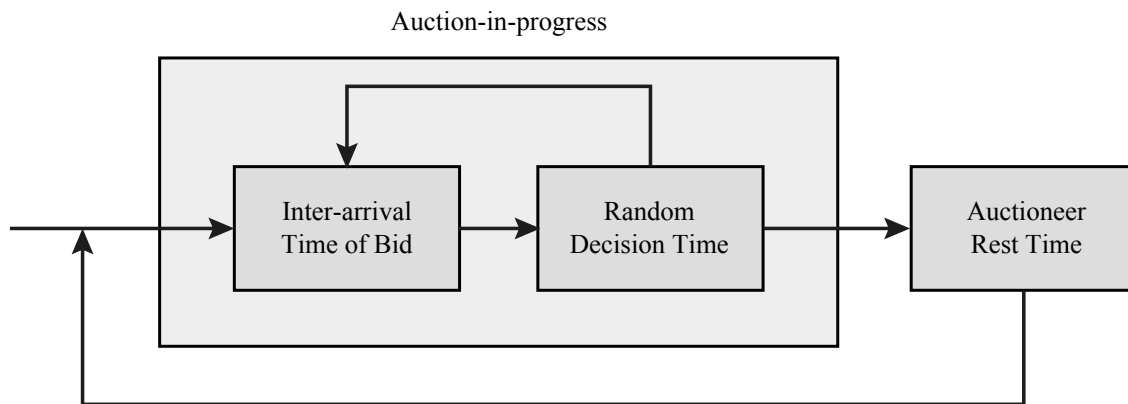 Auction-in-progress
Inter-arrival
Time of Bid
Random
Decision Time
Auctioneer
Rest Time